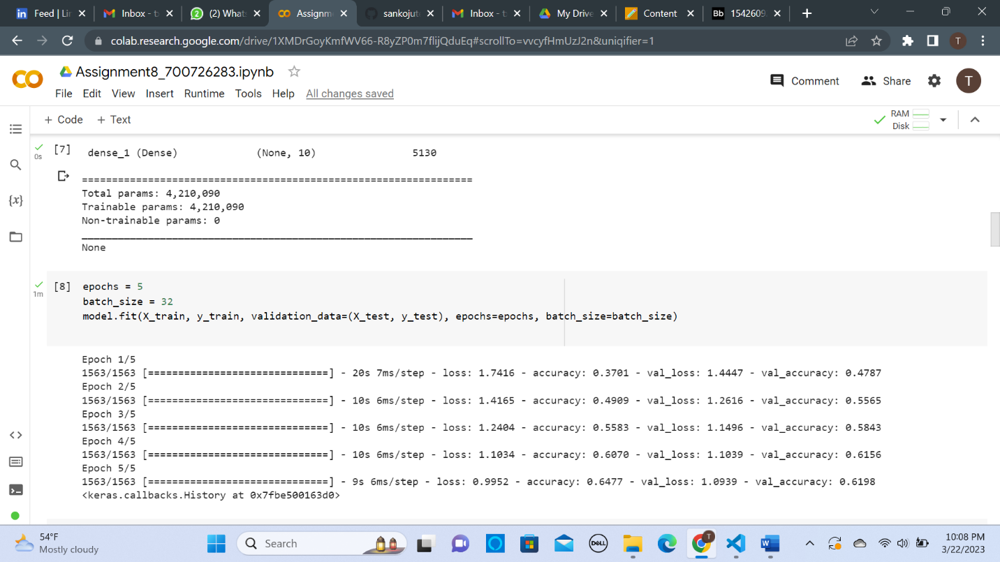 Feed | Lir
Inbox - t
2
(2) What
Assignm
sankojut
Inbox - t
My Drive
Content
Bb
1542609
colab.research.google.com/drive/1XMDrGoyKmfWV66-R8yZP0m7flijQduEq#scrollTo=vvcyfHmUzJ2n&uniqifier=1
T
CO
Assignment8_700726283.ipynb
Comment
Share
T
File Edit View Insert Runtime Tools Help All changes saved
+ Code + Text
RAM
Disk
0s
[7] dense_1 (Dense) (None, 10) 5130
=================================================================
Total params: 4,210,090
Trainable params: 4,210,090
{x}
Non-trainable params: 0
_________________________________________________________________
None
1m
[8] epochs = 5
batch_size = 32
model.fit(X_train, y_train, validation_data=(X_test, y_test), epochs=epochs, batch_size=batch_size)
Epoch 1/5
1563/1563 [==============================] - 20s 7ms/step - loss: 1.7416 - accuracy: 0.3701 - val_loss: 1.4447 - val_accuracy: 0.4787
Epoch 2/5
1563/1563 [==============================] - 10s 6ms/step - loss: 1.4165 - accuracy: 0.4909 - val_loss: 1.2616 - val_accuracy: 0.5565
Epoch 3/5
1563/1563 [==============================] - 10s 6ms/step - loss: 1.2404 - accuracy: 0.5583 - val_loss: 1.1496 - val_accuracy: 0.5843
Epoch 4/5
1563/1563 [==============================] - 10s 6ms/step - loss: 1.1034 - accuracy: 0.6070 - val_loss: 1.1039 - val_accuracy: 0.6156
Epoch 5/5
1563/1563 [==============================] - 9s 6ms/step - loss: 0.9952 - accuracy: 0.6477 - val_loss: 1.0939 - val_accuracy: 0.6198
<keras.callbacks.History at 0x7fbe500163d0>
54°F
Mostly cloudy
Search
DELL
T
W
10:08 PM
3/22/2023